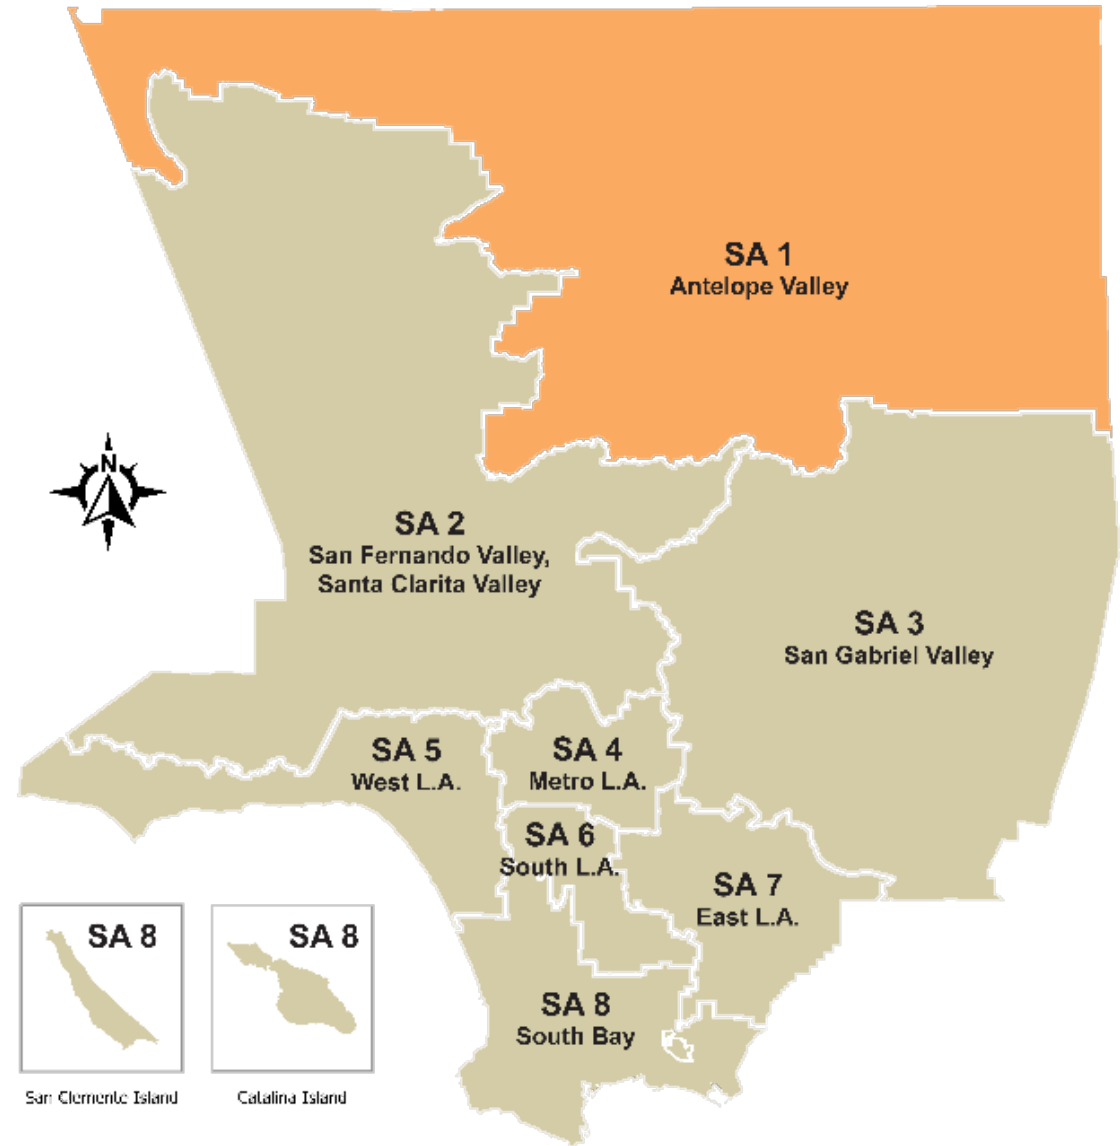 SA 1
Antelope Valley
N
SA 2
San Fernando Valley,
Santa Clarita Valley
SA 3
San Gabriel Valley
SA 5
West L.A.
SA 4
Metro L.A.
SA 6
South L.A.
SA 7
East L.A.
SA 8
SA 8
SA 8
South Bay
San Clemente Island
Catalina Island